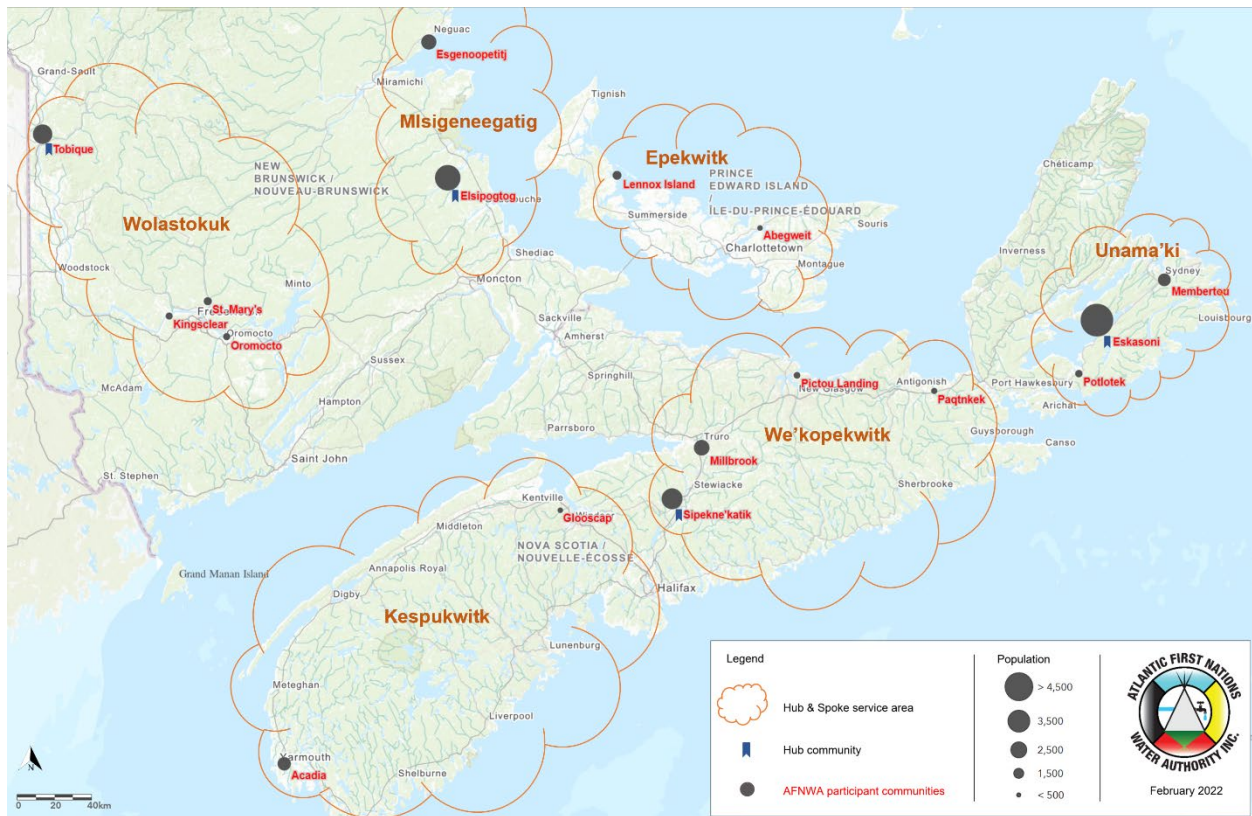 Neguac
Esgenoopetitj
Grand-Sault
Miramichi
Tignish
MIsigeneegatig
Tobique
Epekwitk
Chéticamp
NEW
BRUNSWICK /
NOUVEAU-BRUNSWICK
Lennox Island
PRINCE
EDWARD ISLAND
/
ÎLE-DU-PRINCE-ÉDOUARD
Elsipogtog
Summerside
Souris
Wolastokuk
Abegweit
Charlottetown
Montague
Inverness
Unama'ki
Sydney
Membertou
Woodstock
Shediac
Moncton
Minto
St. Mary's
Kingsclear
Oromocto
Oromocto
Sackville
Amherst
Louisbourg
Eskasoni
Sussex
Springhill
Pictou Landing
New Glasgow
Antigonish
Paqtnkek
Port Hawkesbury
Potlotek
Arichat
McAdam
Hampton
Parrsboro
Truro
We'kopekwitk
Millbrook
Guysborough
Canso
Saint John
St. Stephen
Stewiacke
Sherbrooke
Kentville
Sipekne'katik
Glooscap
Middleton
NOVA SCOTIA /
NOUVELLE-ÉCOSSE
Grand Manan Island
Annapolis Royal
Halifax
Digby
Kespukwitk
Lunenburg
Meteghan
Liverpool
Yarmouth
Acadia
Shelburne
N
0 20 40km
Legend
Hub & Spoke service area
Hub community
AFNWA participant communities
Population
> 4,500
3,500
2,500
1,500
< 500
ATLANTIC FIRST NATIONS
WATER AUTHORITY INC.
February 2022